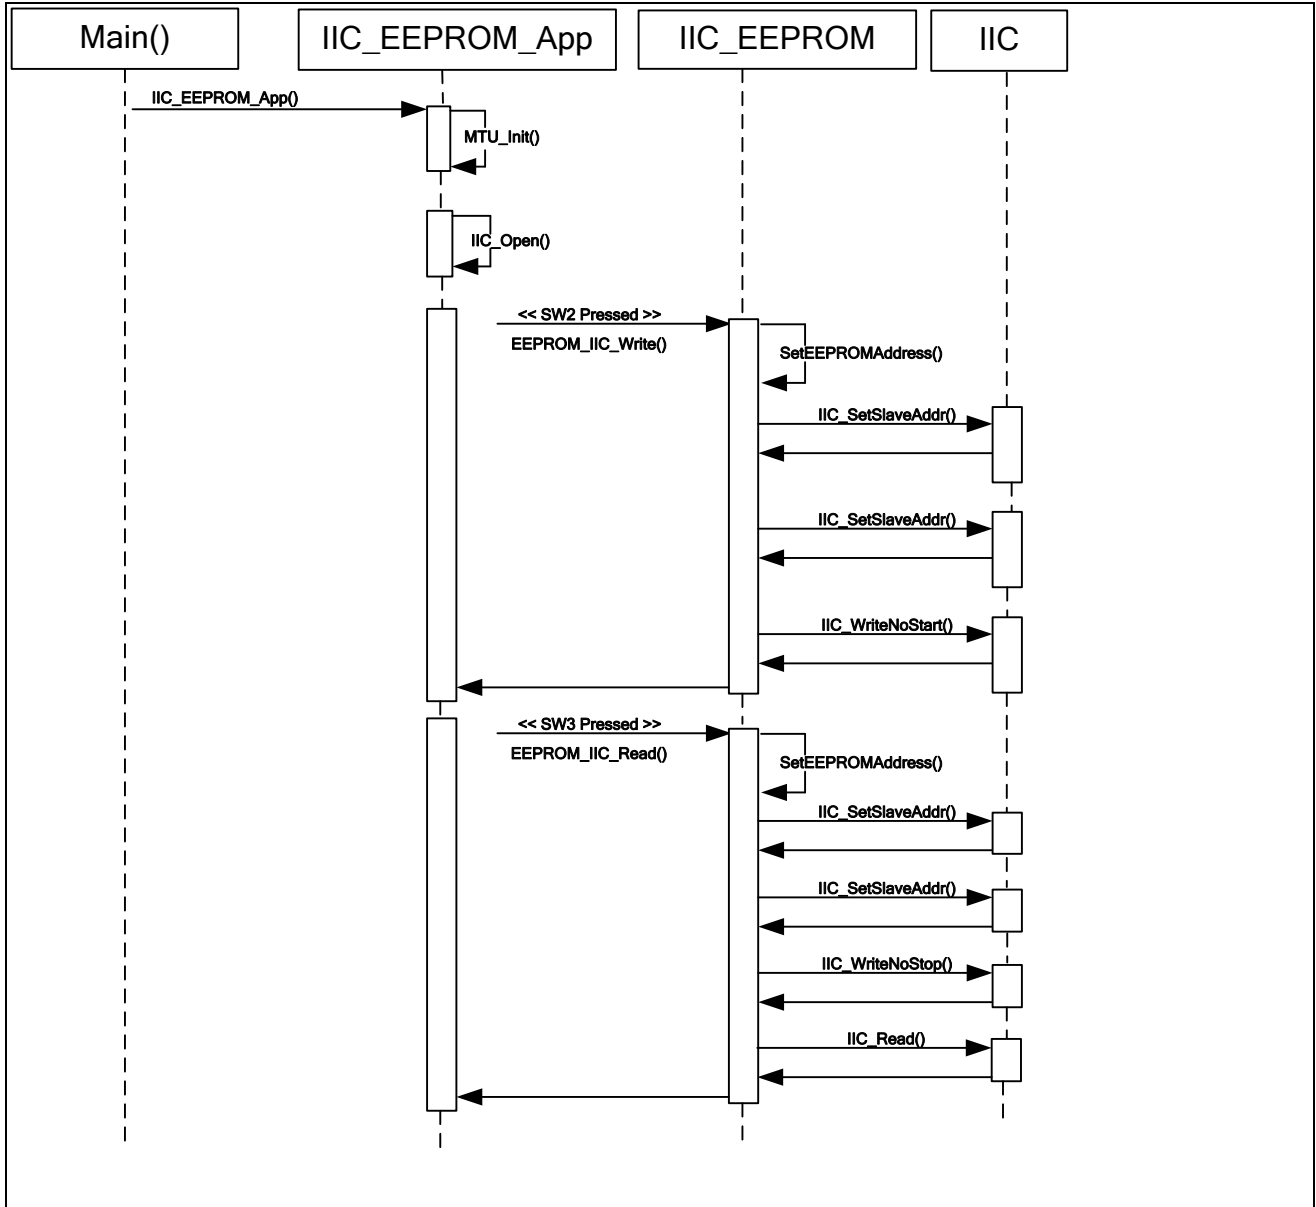 Main()
IIC_EEPROM_App
IIC_EEPROM
IIC
IIC_EEPROM_App()
MTU_Init()
IIC_Open()
<< SW2 Pressed >>
EEPROM_IIC_Write()
SetEEPROMAddress()
IIC_SetSlaveAddr()
IIC_SetSlaveAddr()
IIC_WriteNoStart()
<< SW3 Pressed >>
EEPROM_IIC_Read()
SetEEPROMAddress()
IIC_SetSlaveAddr()
IIC_SetSlaveAddr()
IIC_WriteNoStop()
IIC_Read()